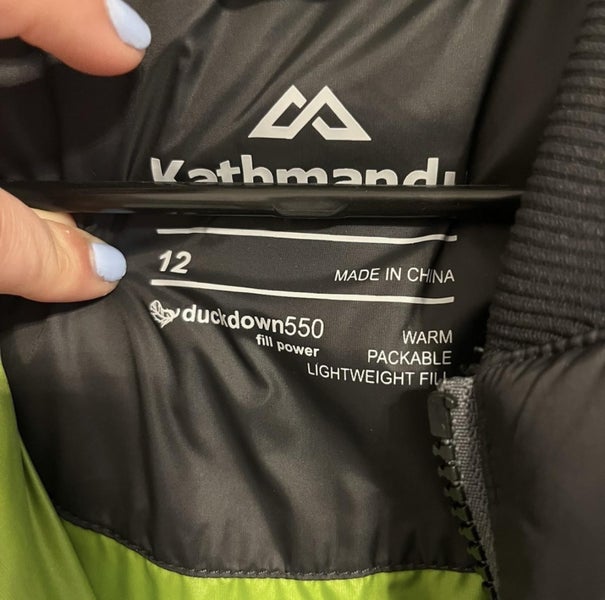 Kathmandu
12
MADE IN CHINA
duckdown550
fill power
WARM
PACKABLE
LIGHTWEIGHT FILL